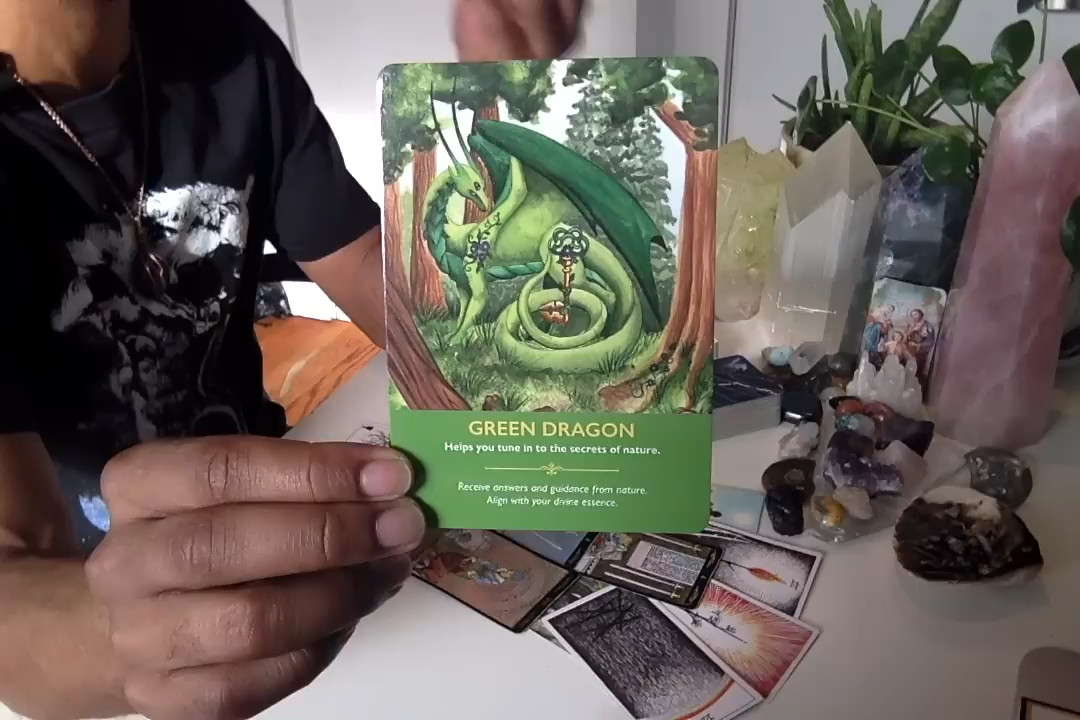 GREEN DRAGON
Helps you tune in to the secrets of nature.
Receive answers and guidance from nature.
Align with your divine essence.